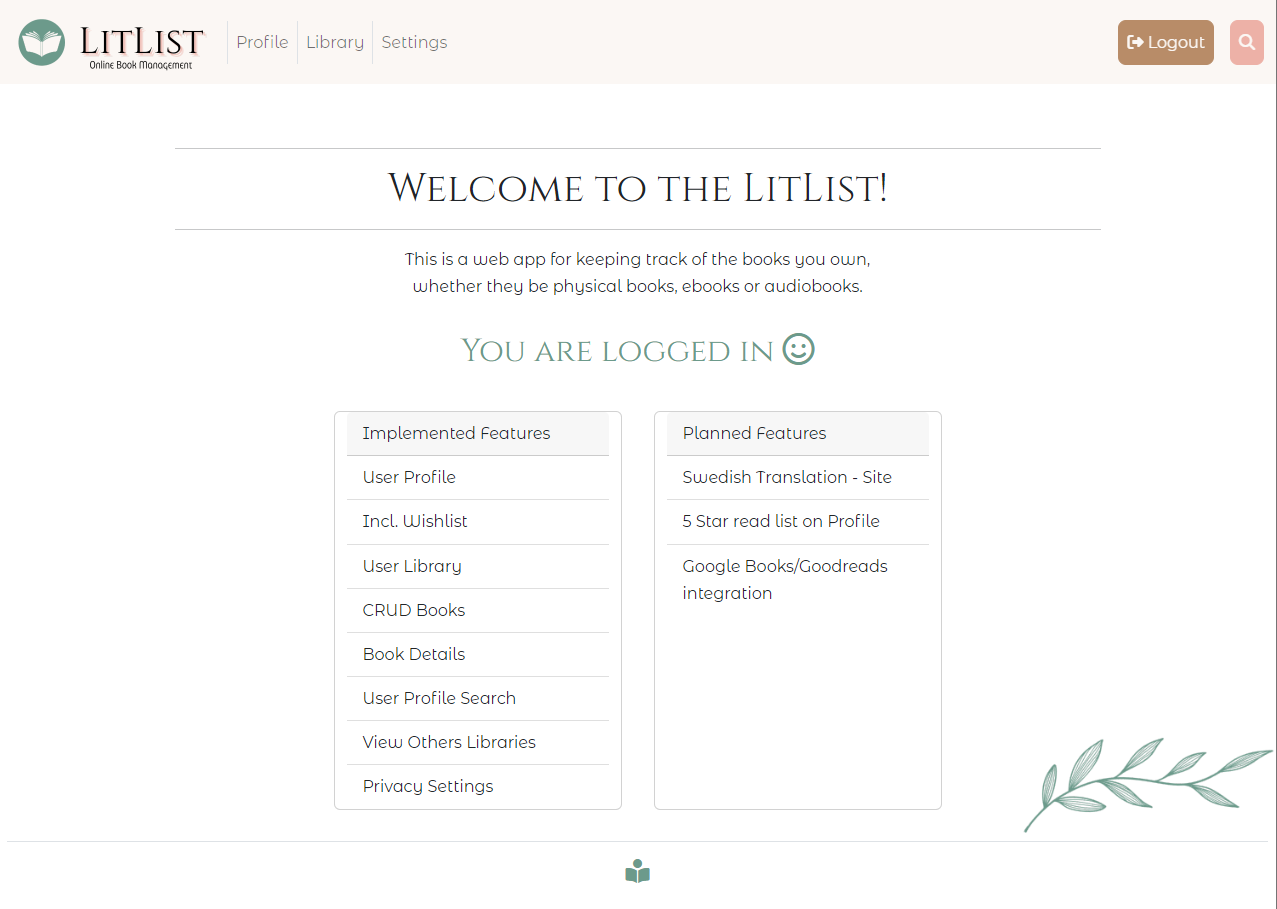 LitList
Online Book Management
Profile
Library
Settings
Logout
Welcome to the LitList!
This is a web app for keeping track of the books you own,
whether they be physical books, ebooks or audiobooks.
You are logged in
Implemented Features
User Profile
Incl. Wishlist
User Library
CRUD Books
Book Details
User Profile Search
View Others Libraries
Privacy Settings
Planned Features
Swedish Translation - Site
5 Star read list on Profile
Google Books/Goodreads
integration